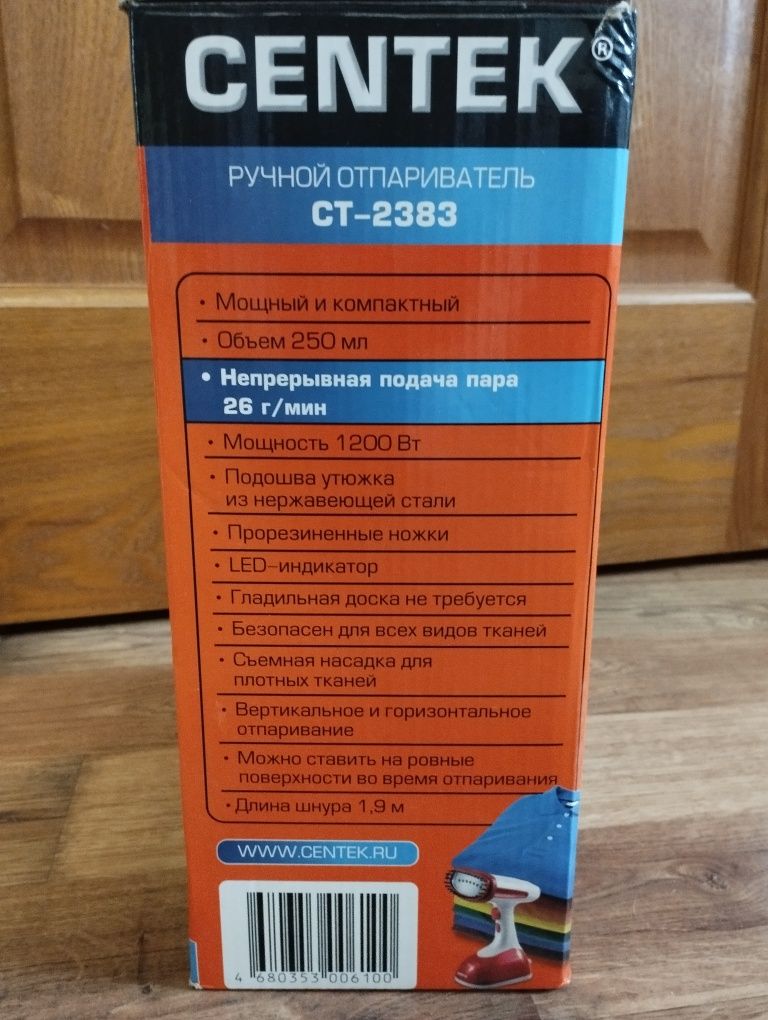 CENTEK®
РУЧНОЙ ОТПАРИВАТЕЛЬ
CT-2383
• Мощный и компактный
• Объем 250 мл
• Непрерывная подача пара
26 г/мин
• Мощность 1200 Вт
• Подошва утюжка
из нержавеющей стали
• Прорезиненные ножки
• LED-индикатор
• Гладильная доска не требуется
• Безопасен для всех видов тканей
• Съемная насадка для
плотных тканей
• Вертикальное и горизонтальное
отпаривание
• Можно ставить на ровные
поверхности во время отпаривания
• Длина шнура 1,9 м
WWW.CENTEK.RU
4 680353 006100